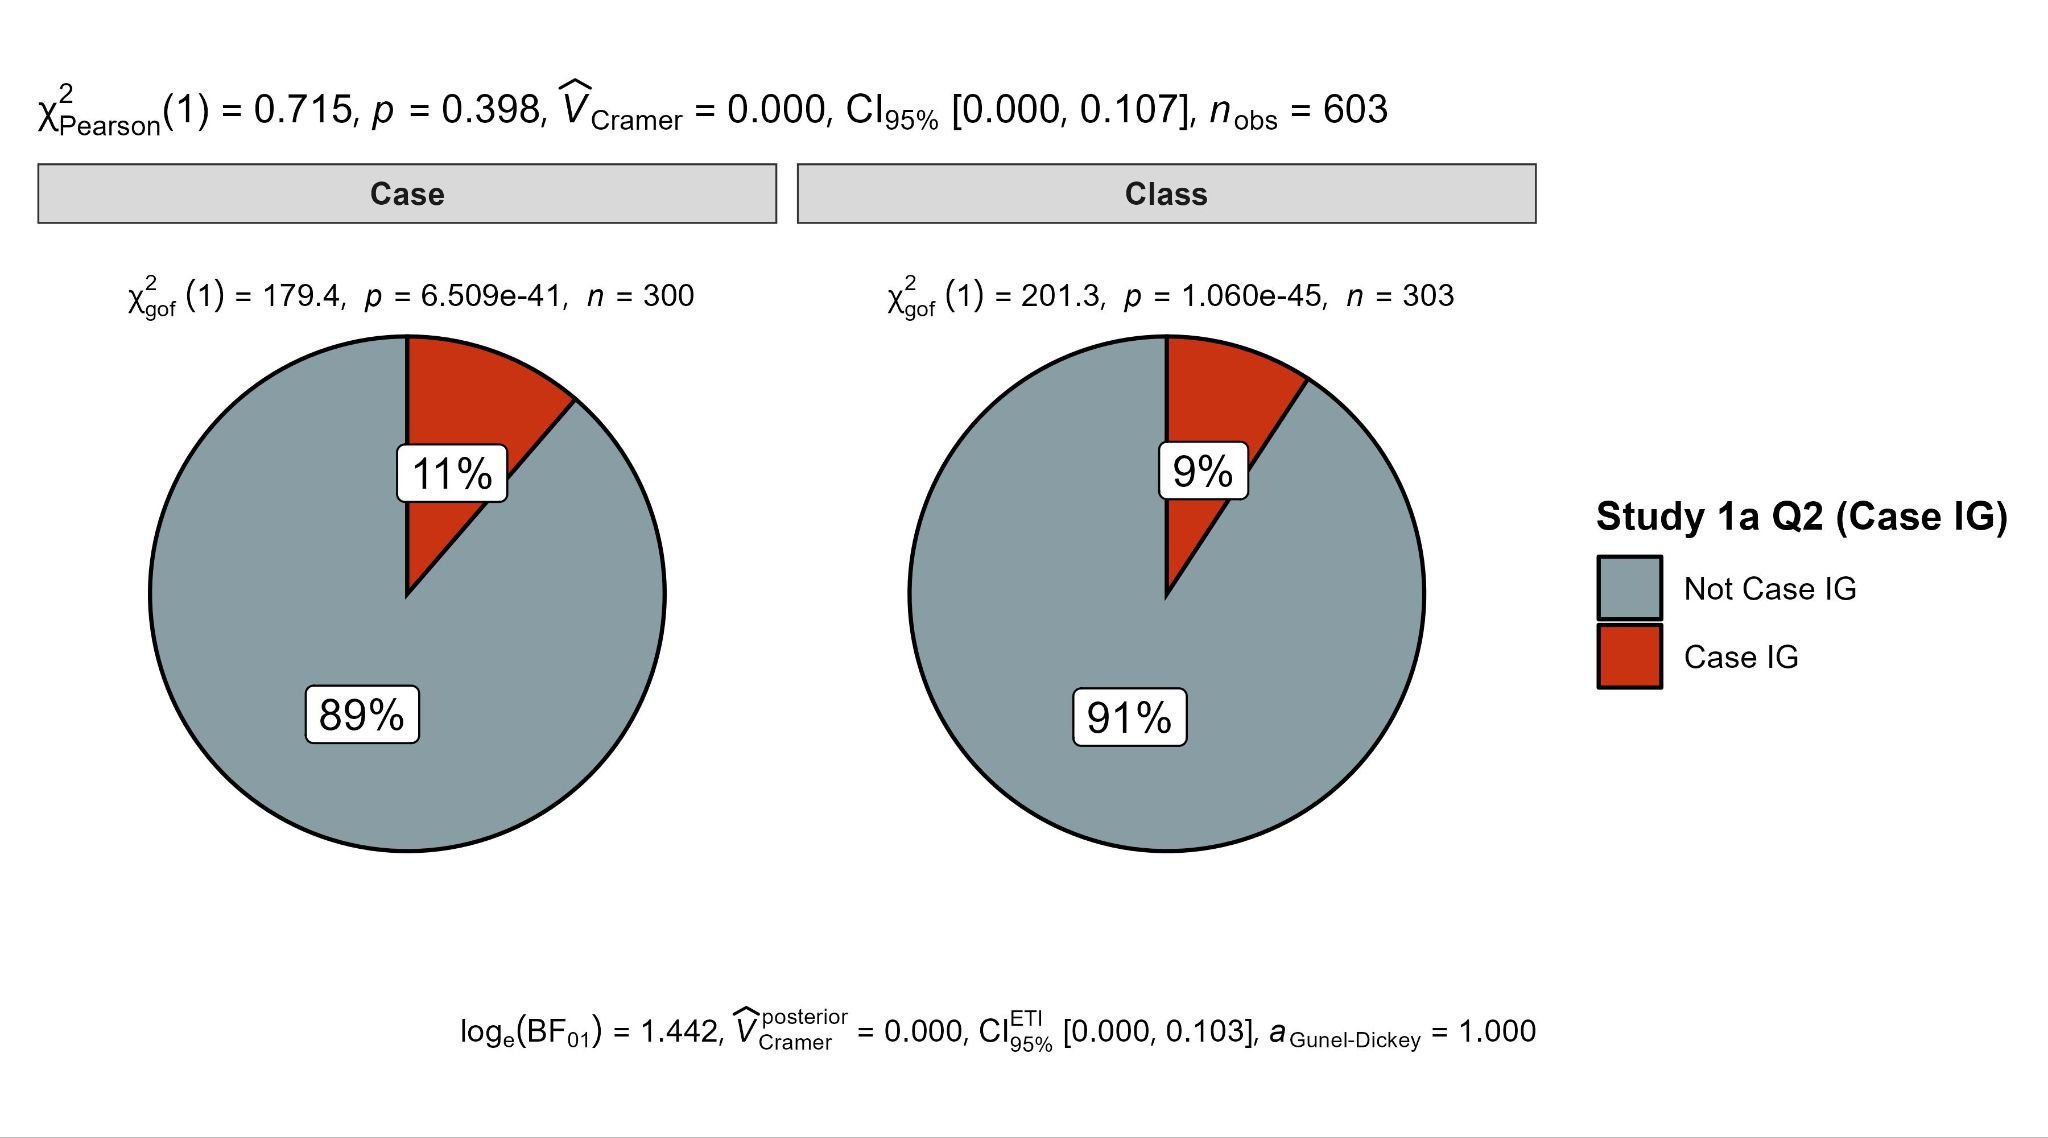 χ²Pearson(1) = 0.715, p = 0.398, V̂Cramer = 0.000, CI95% [0.000, 0.107], nobs = 603
Case
Class
χ²gof (1) = 179.4, p = 6.509e-41, n = 300
χ²gof (1) = 201.3, p = 1.060e-45, n = 303
11%
89%
9%
91%
Study 1a Q2 (Case IG)
Not Case IG
Case IG
loge(BF01) = 1.442, V̂Cramer posterior = 0.000, CI95% ETI [0.000, 0.103], aGunel-Dickey = 1.000